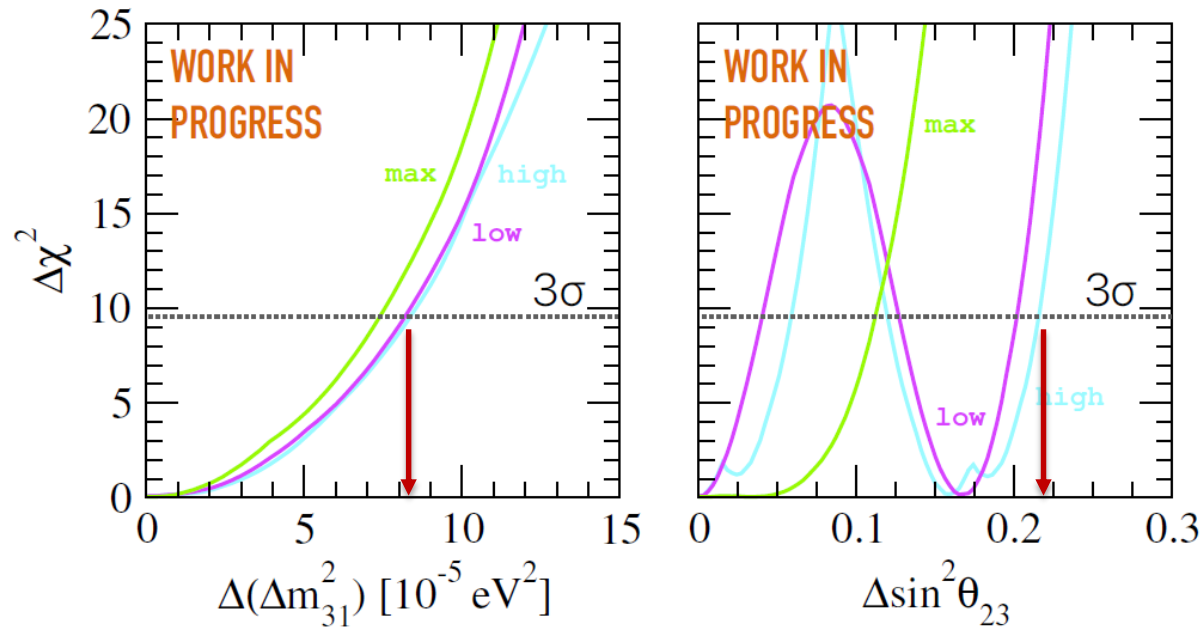 25
20
15
10
5
0
Δχ²
WORK IN
PROGRESS
max
high
low
3σ
0 5 10 15
Δ(Δm²₃₁) [10⁻⁵ eV²]
WORK IN
PROGRESS
max
3σ
high
low
0 0.1 0.2 0.3
Δsin²θ₂₃